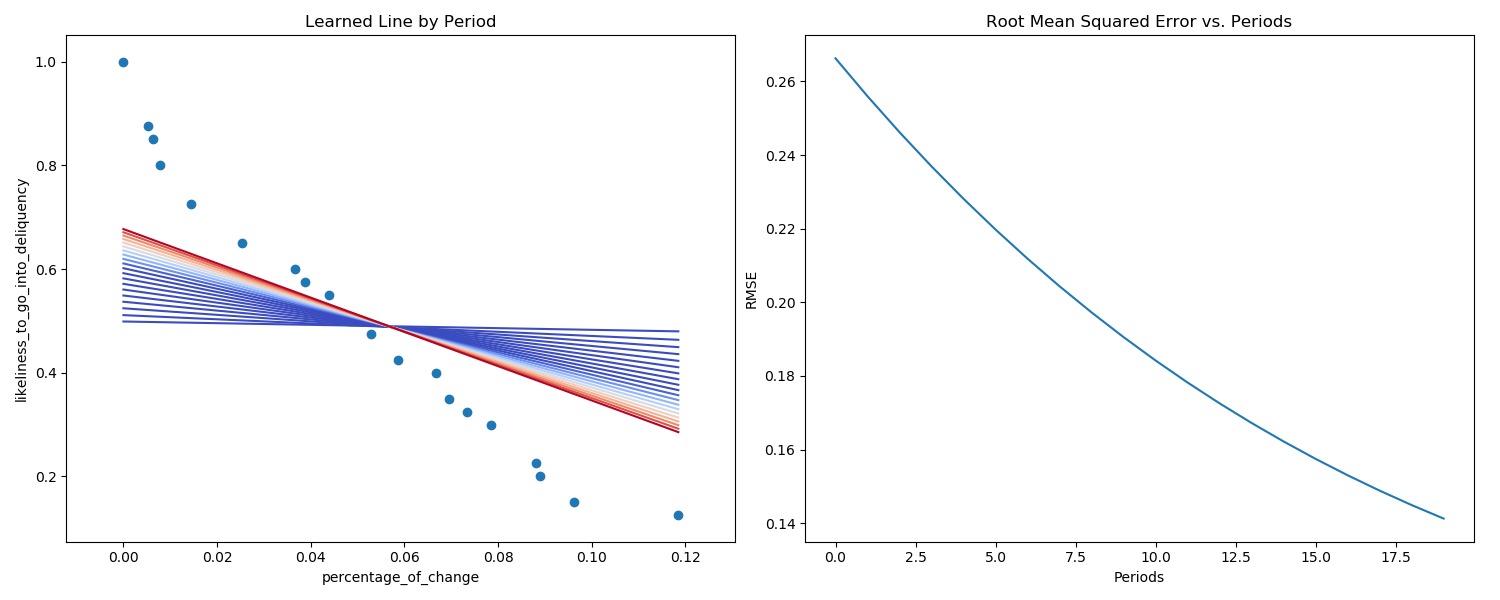 Learned Line by Period
likeliness_to_go_into_deliquency
1.0
0.8
0.6
0.4
0.2
0.00 0.02 0.04 0.06 0.08 0.10 0.12
percentage_of_change
Root Mean Squared Error vs. Periods
RMSE
0.26
0.24
0.22
0.20
0.18
0.16
0.14
0.0 2.5 5.0 7.5 10.0 12.5 15.0 17.5
Periods